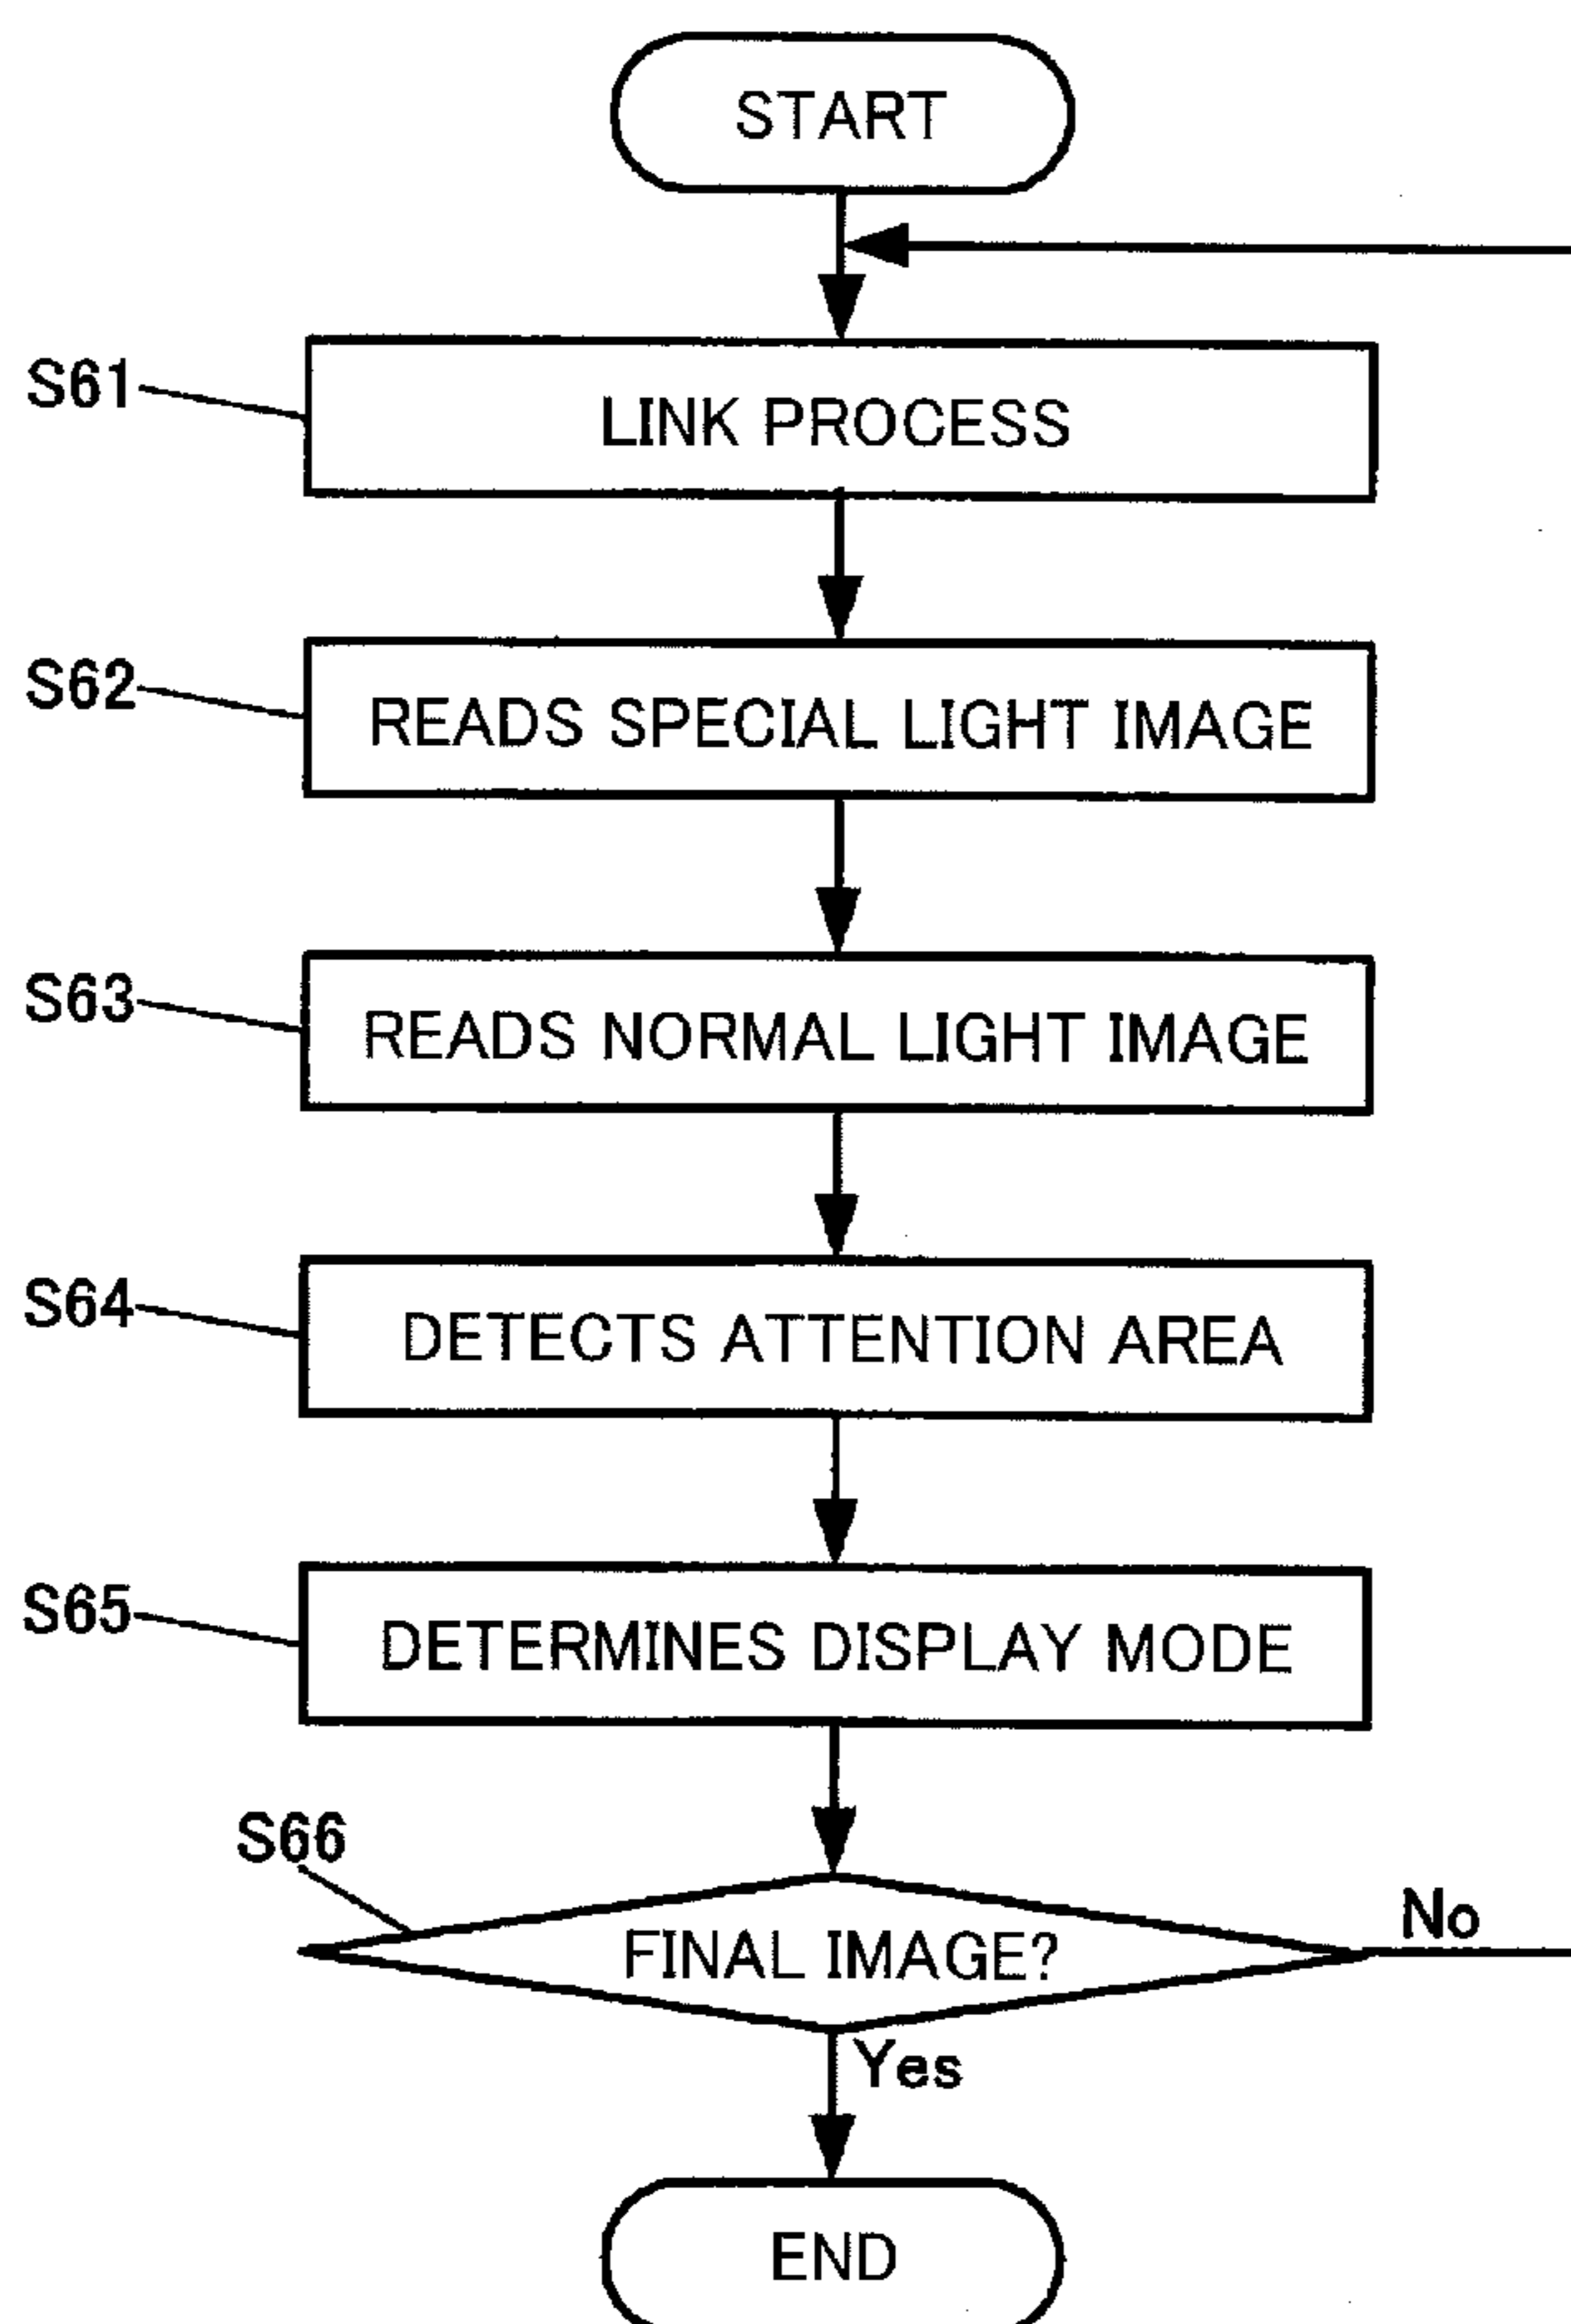 START
S61
LINK PROCESS
S62
READS SPECIAL LIGHT IMAGE
S63
READS NORMAL LIGHT IMAGE
S64
DETECTS ATTENTION AREA
S65
DETERMINES DISPLAY MODE
S66
FINAL IMAGE?
No
Yes
END